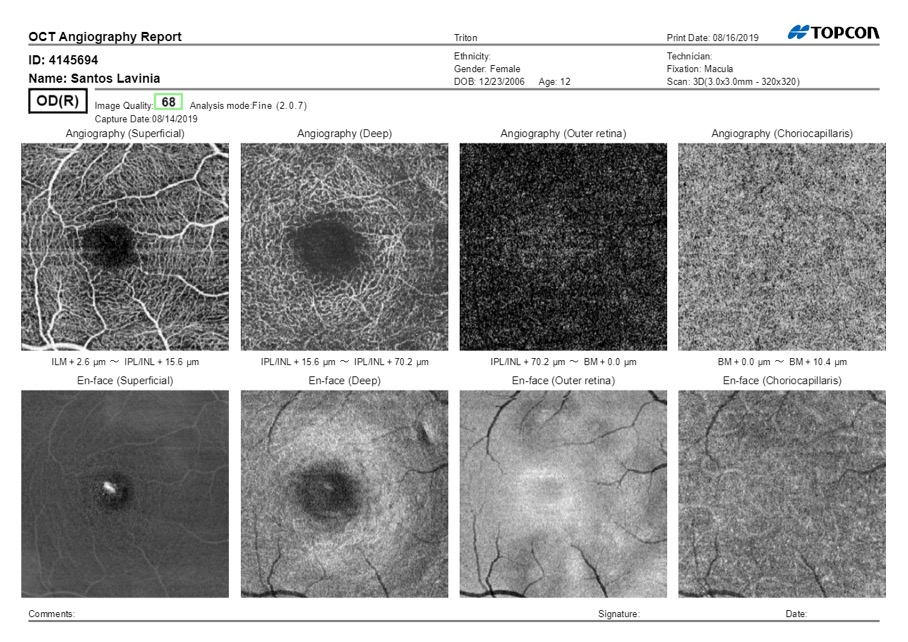 OCT Angiography Report
Triton
Print Date: 08/16/2019
TOPCON
ID: 4145694
Ethnicity:
Technician:
Name: Santos Lavinia
Gender: Female
Fixation: Macula
DOB: 12/23/2006 Age: 12
Scan: 3D(3.0x3.0mm - 320x320)
OD(R)
Image Quality: 68 Analysis mode:Fine (2.0.7)
Capture Date:08/14/2019
Angiography (Superficial)
Angiography (Deep)
Angiography (Outer retina)
Angiography (Choriocapillaris)
ILM + 2.6 μm ～ IPL/INL + 15.6 μm
IPL/INL + 15.6 μm ～ IPL/INL + 70.2 μm
IPL/INL + 70.2 μm ～ BM + 0.0 μm
BM + 0.0 μm ～ BM + 10.4 μm
En-face (Superficial)
En-face (Deep)
En-face (Outer retina)
En-face (Choriocapillaris)
Comments:
Signature:
Date: